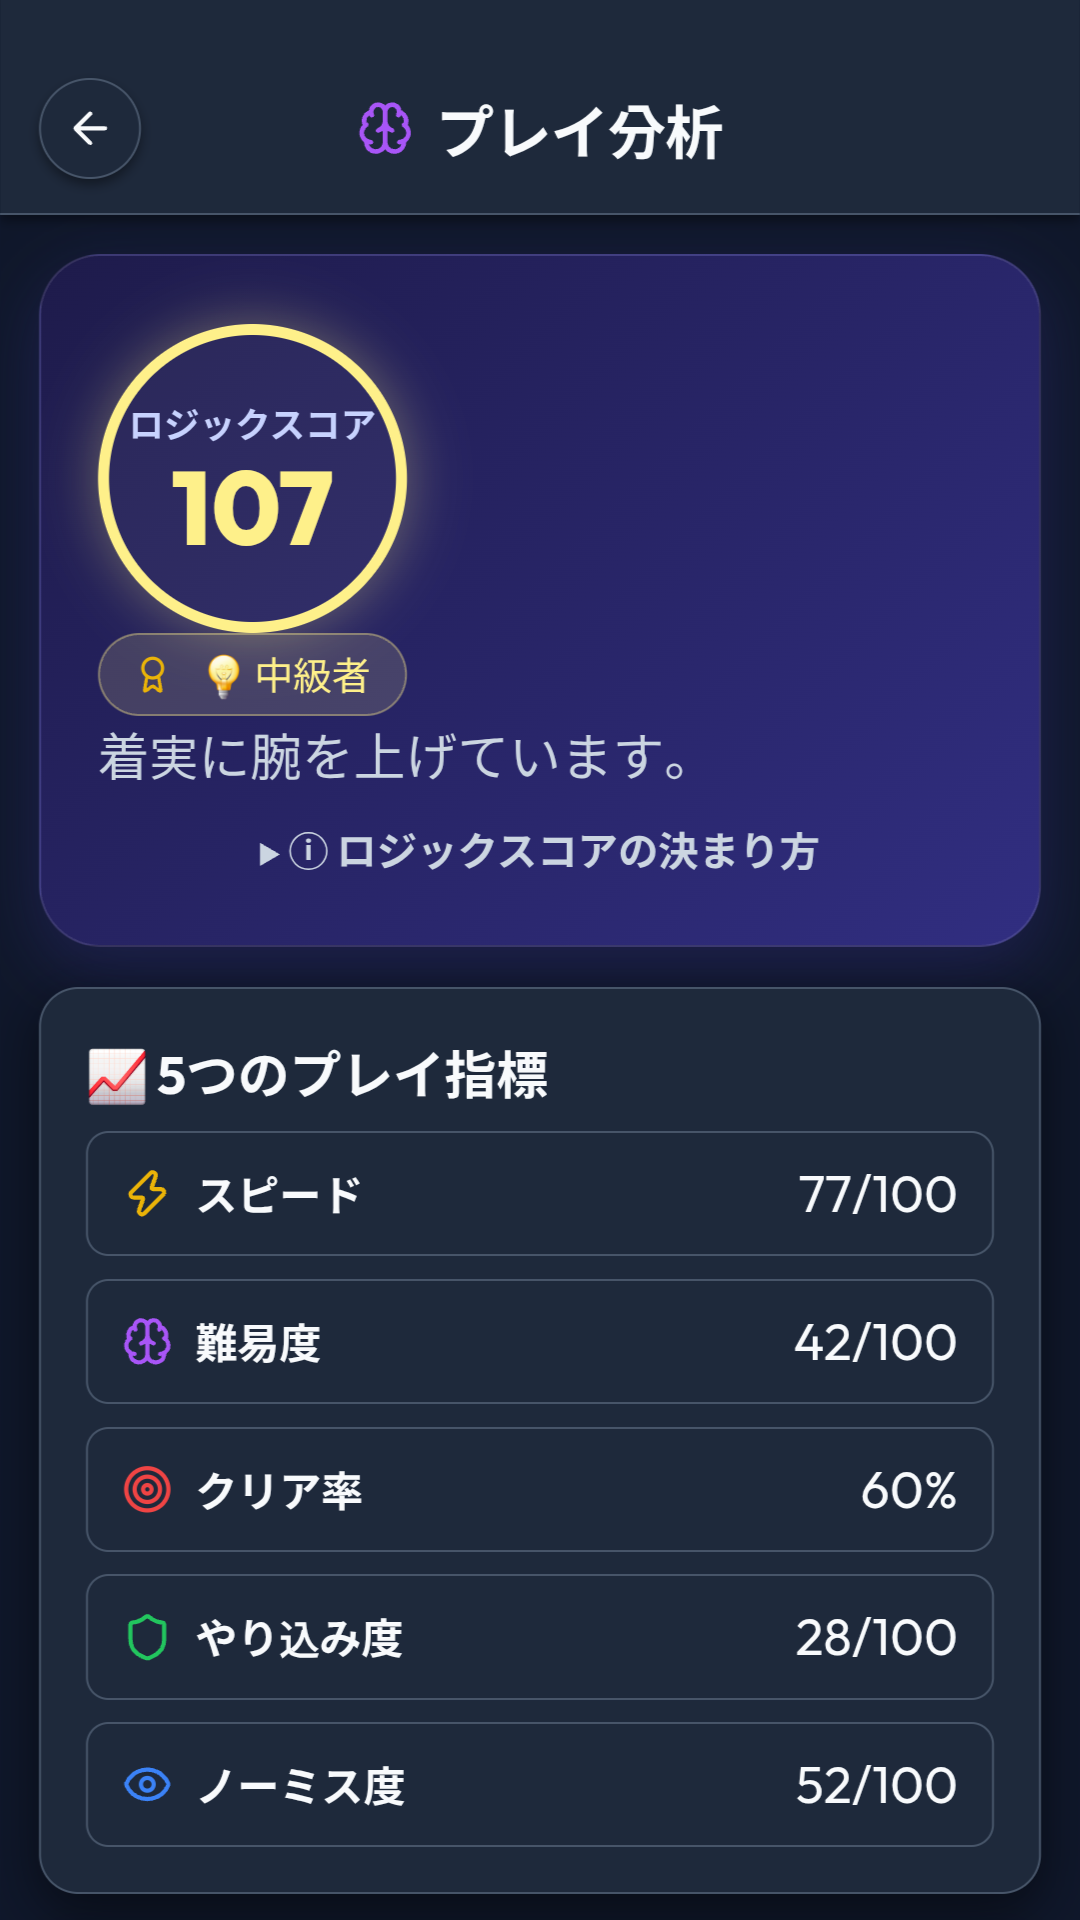 プレイ分析
ロジックスコア
107
💡 中級者
着実に腕を上げています。
▶ ⓘ ロジックスコアの決まり方
📈 5つのプレイ指標
スピード 77/100
難易度 42/100
クリア率 60%
やり込み度 28/100
ノーミス度 52/100